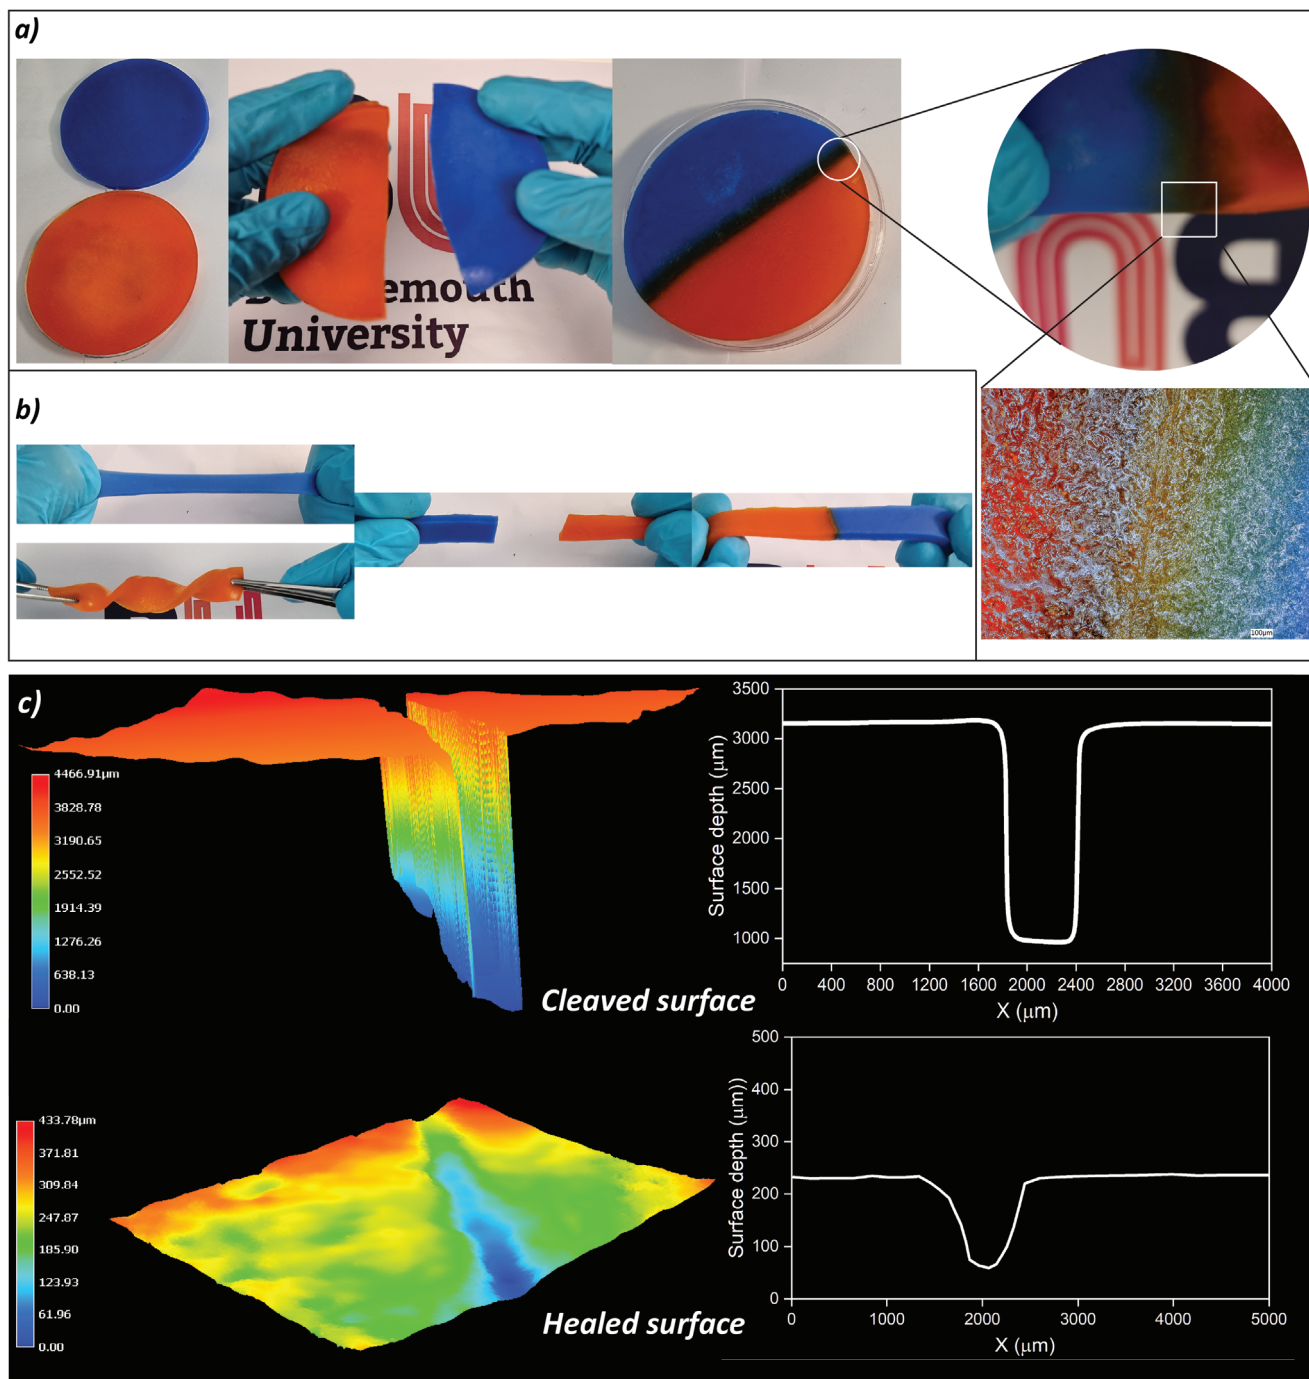 a)
emouth
University
b)
100μm
c)
4466.91μm
3828.78
3190.65
2552.52
1914.39
1276.26
638.13
0.00
Cleaved surface
3500
3000
2500
2000
1500
1000
Surface depth (μm)
0 400 800 1200 1600 2000 2400 2800 3200 3600 4000
X (μm)
433.78μm
371.81
309.84
247.87
185.90
123.93
61.96
0.00
Healed surface
500
400
300
200
100
0
Surface depth (μm))
0 1000 2000 3000 4000 5000
X (μm)